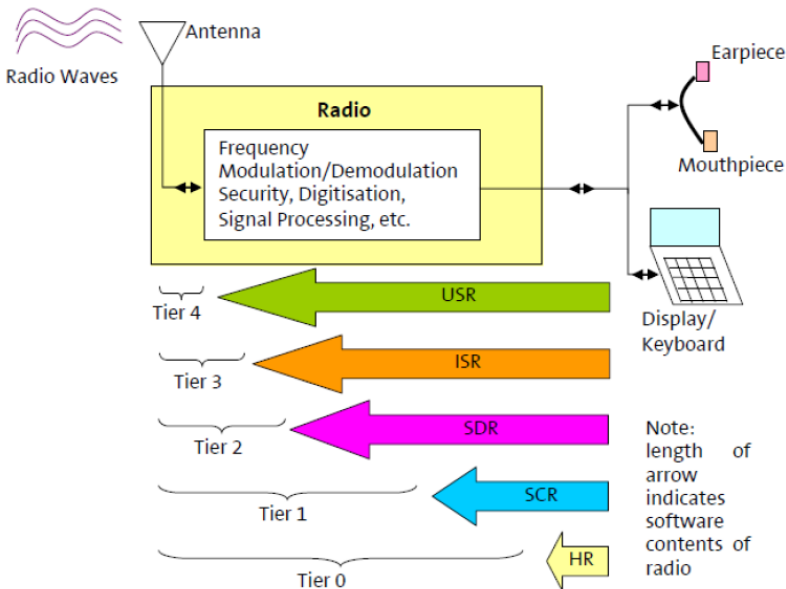 Antenna
Radio Waves
Earpiece
Mouthpiece
Radio
Frequency
Modulation/Demodulation
Security, Digitisation,
Signal Processing, etc.
Display/
Keyboard
USR
Tier 4
ISR
Tier 3
SDR
Tier 2
SCR
Tier 1
HR
Tier 0
Note:
length of
arrow
indicates
software
contents of
radio